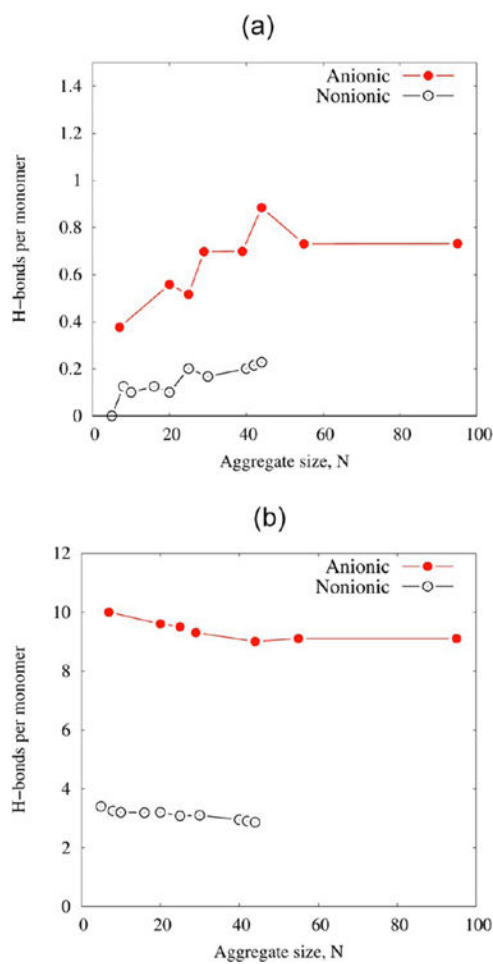 (a)
Anionic
Nonionic
H-bonds per monomer
1.4
1.2
1
0.8
0.6
0.4
0.2
0
0 20 40 60 80 100
Aggregate size, N
(b)
Anionic
Nonionic
H-bonds per monomer
12
10
8
6
4
2
0
0 20 40 60 80 100
Aggregate size, N